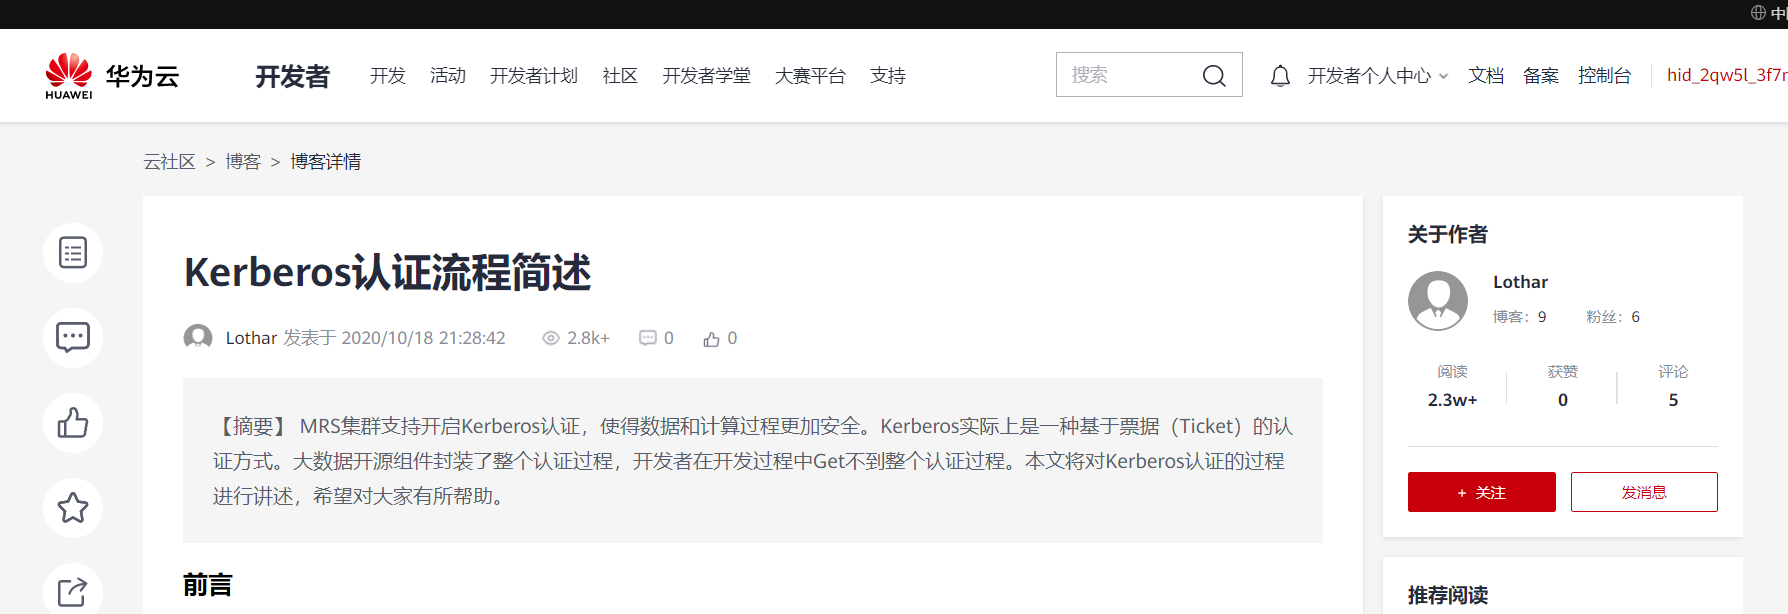 中
HUAWEI 华为云 开发者 开发 活动 开发者计划 社区 开发者学堂 大赛平台 支持 搜索 开发者个人中心 文档 备案 控制台 hid_2qw5l_3f7
云社区 > 博客 > 博客详情
Kerberos认证流程简述
Lothar 发表于 2020/10/18 21:28:42 2.8k+ 0 0
【摘要】 MRS集群支持开启Kerberos认证，使得数据和计算过程更加安全。Kerberos实际上是一种基于票据（Ticket）的认
证方式。大数据开源组件封装了整个认证过程，开发者在开发过程中Get不到整个认证过程。本文将对Kerberos认证的过程
进行讲述，希望对大家有所帮助。
前言
关于作者
Lothar
博客：9 粉丝：6
阅读 获赞 评论
2.3w+ 0 5
+ 关注 发消息
推荐阅读